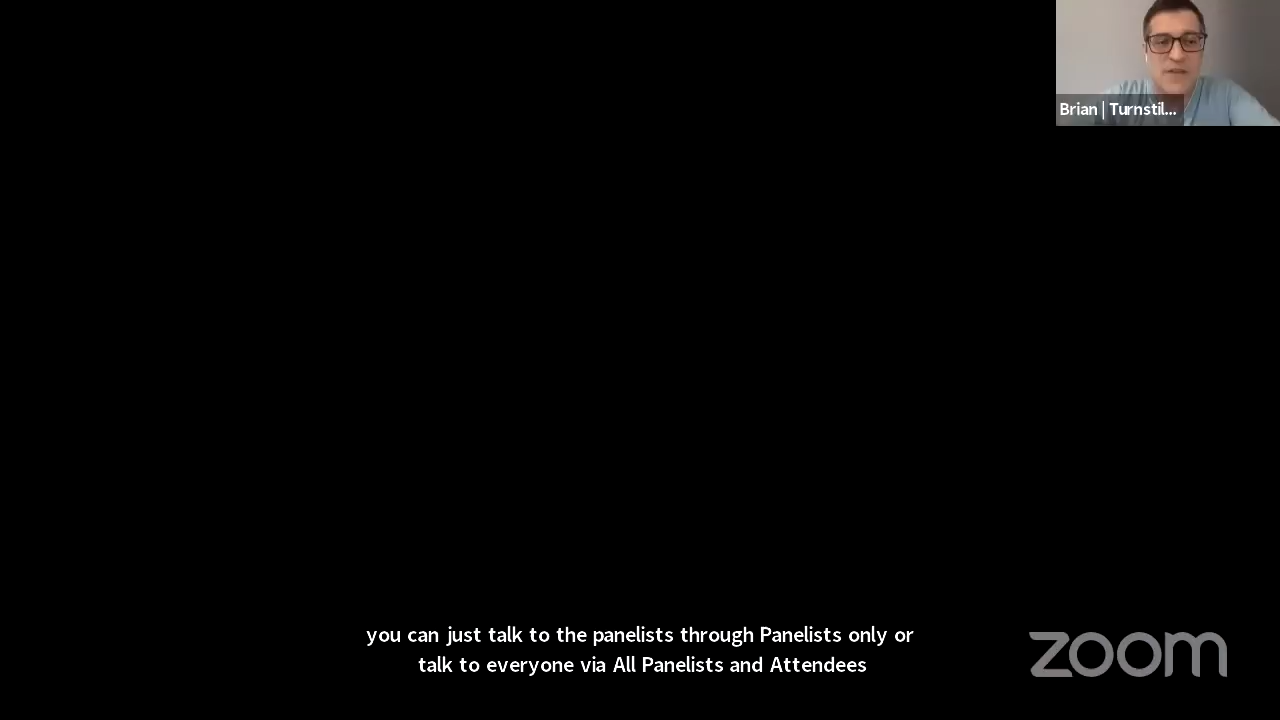 Brian | Turnstil...
you can just talk to the panelists through Panelists only or
talk to everyone via All Panelists and Attendees
zoom